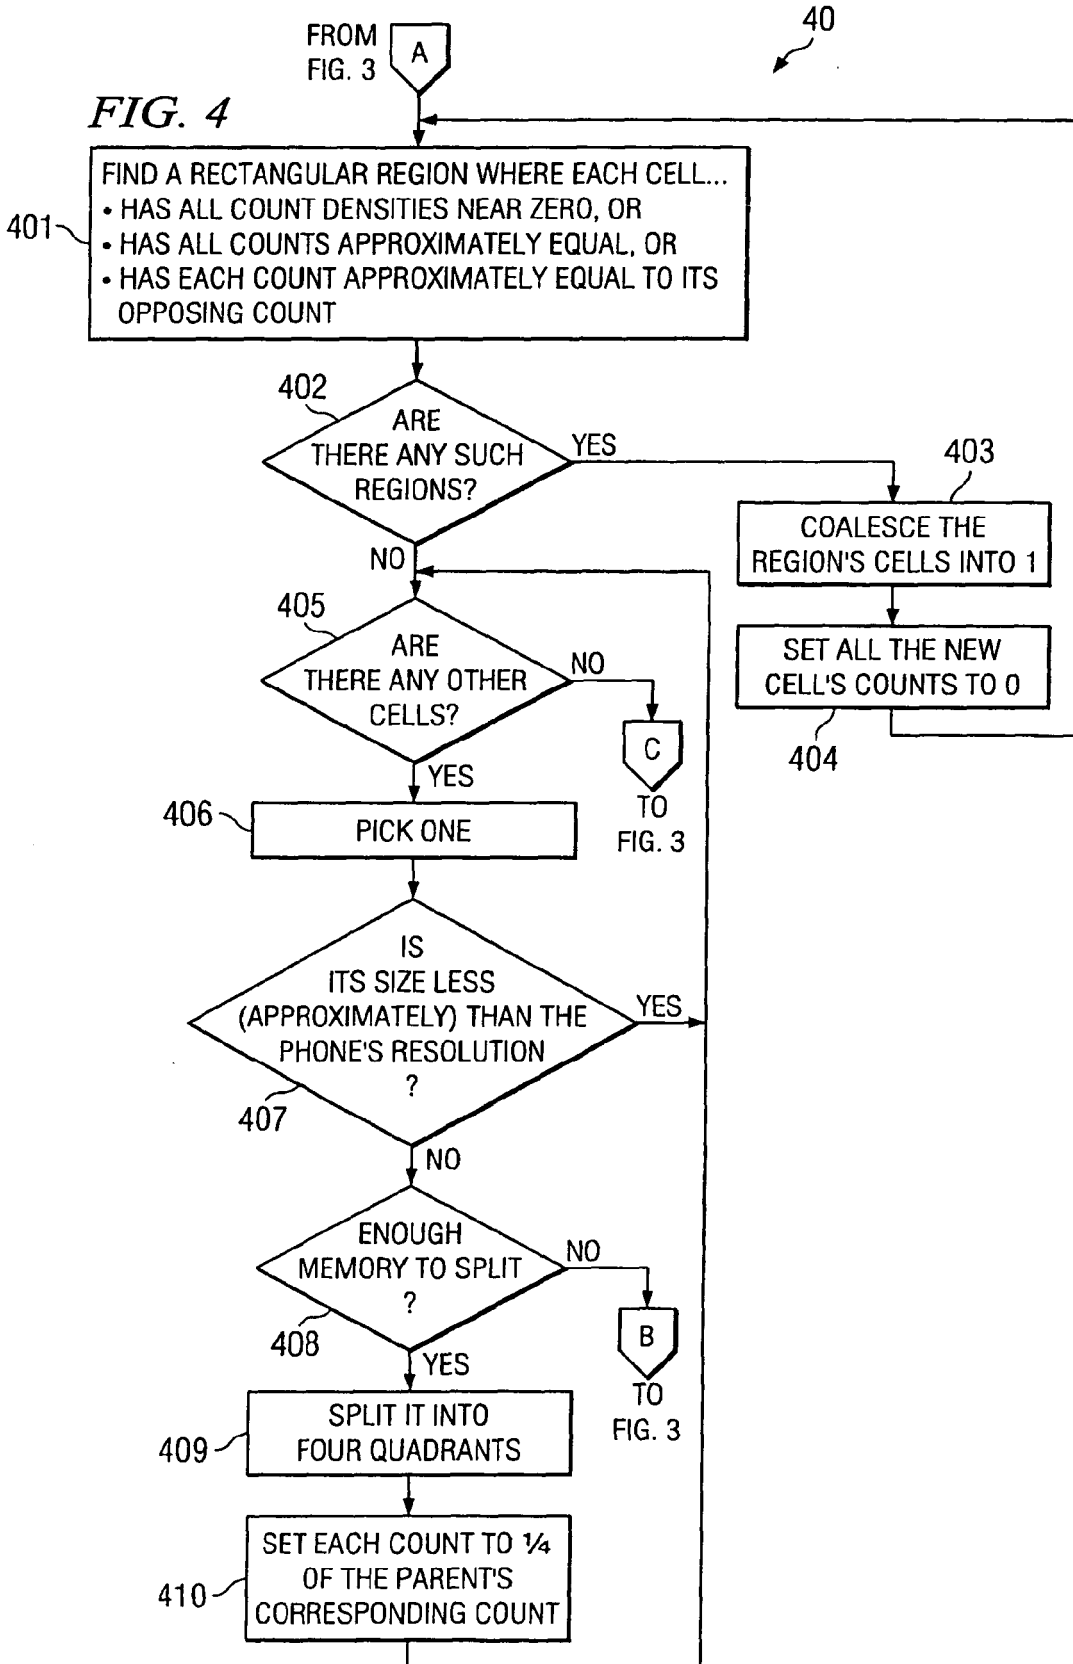 FROM
FIG. 3
A
40
FIG. 4
FIND A RECTANGULAR REGION WHERE EACH CELL...
• HAS ALL COUNT DENSITIES NEAR ZERO, OR
• HAS ALL COUNTS APPROXIMATELY EQUAL, OR
• HAS EACH COUNT APPROXIMATELY EQUAL TO ITS
OPPOSING COUNT
401
402
ARE
THERE ANY SUCH
REGIONS?
YES
NO
403
COALESCE THE
REGION'S CELLS INTO 1
SET ALL THE NEW
CELL'S COUNTS TO 0
404
405
ARE
THERE ANY OTHER
CELLS?
NO
C
TO
FIG. 3
YES
406
PICK ONE
IS
ITS SIZE LESS
(APPROXIMATELY) THAN THE
PHONE'S RESOLUTION
?
YES
407
NO
ENOUGH
MEMORY TO SPLIT
?
NO
408
B
TO
FIG. 3
YES
SPLIT IT INTO
FOUR QUADRANTS
409
SET EACH COUNT TO ¼
OF THE PARENT'S
CORRESPONDING COUNT
410